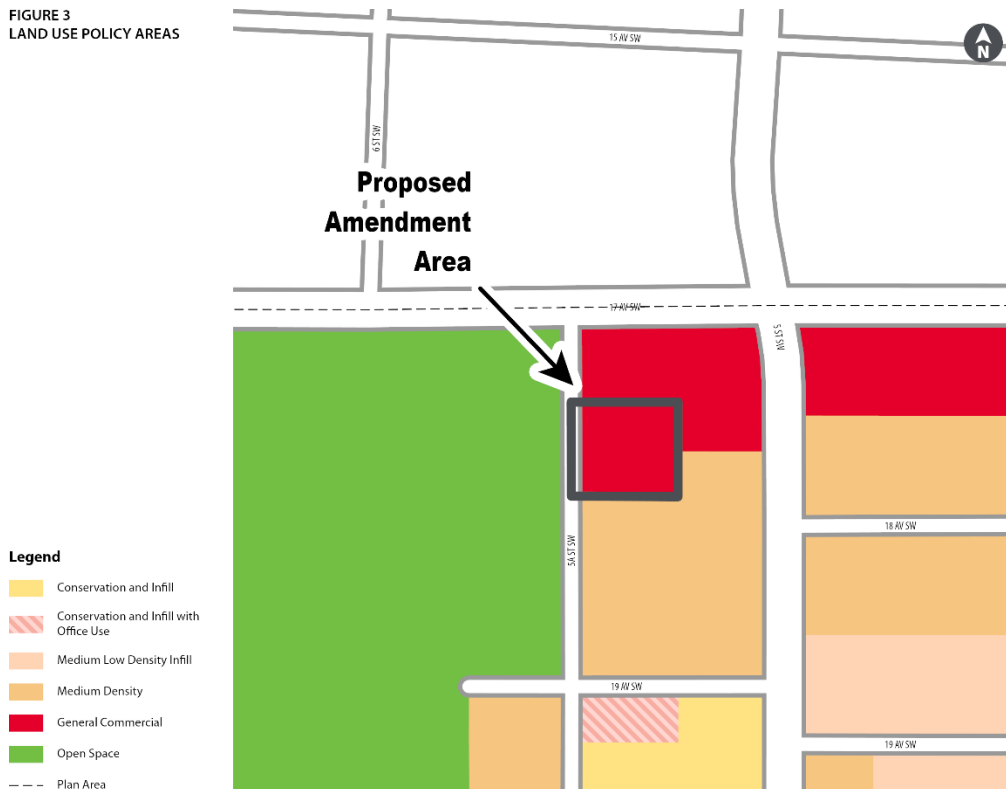 FIGURE 3
LAND USE POLICY AREAS
N
15 AV SW
6 ST SW
Proposed
Amendment
Area
17 AV SW
5 ST SW
5A ST SW
18 AV SW
19 AV SW
19 AV SW
Legend
Conservation and Infill
Conservation and Infill with
Office Use
Medium Low Density Infill
Medium Density
General Commercial
Open Space
Plan Area